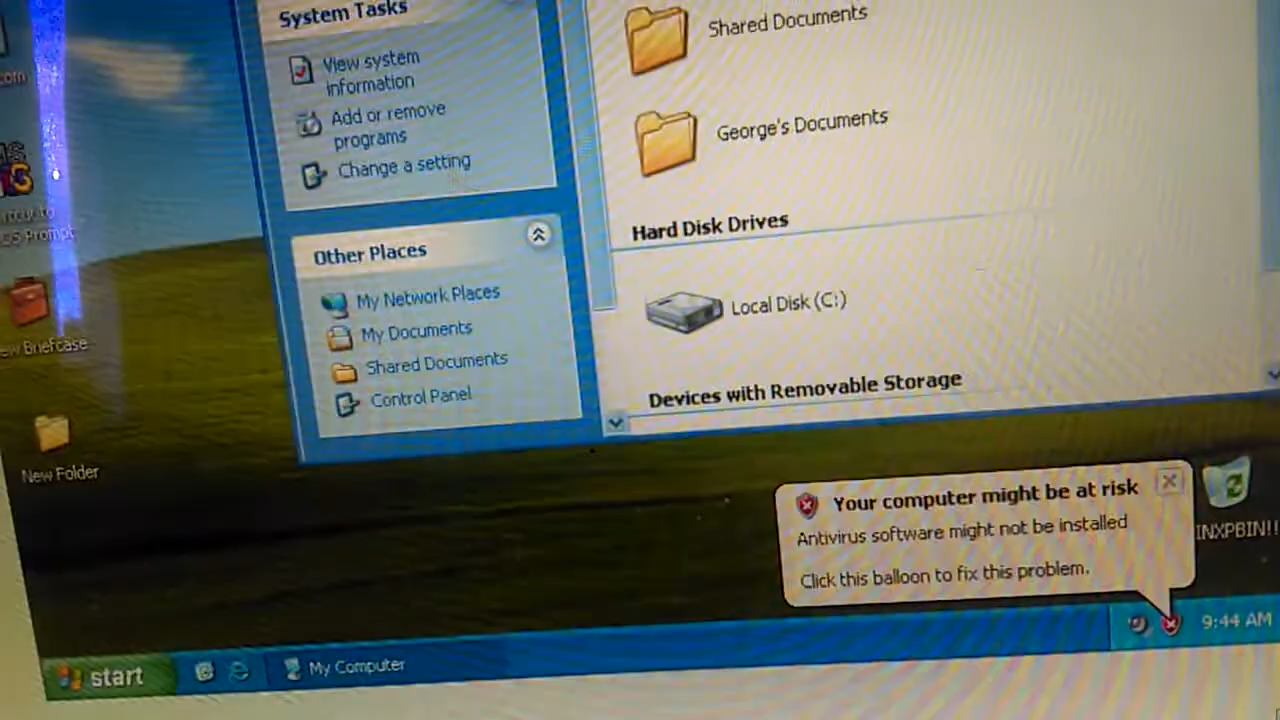 System Tasks
View system
information
Add or remove
programs
Change a setting
Other Places
My Network Places
My Documents
Shared Documents
Control Panel
Shared Documents
George's Documents
Hard Disk Drives
Local Disk (C:)
Devices with Removable Storage
com
Prompt
Briefcase
New Folder
Your computer might be at risk
Antivirus software might not be installed
Click this balloon to fix this problem.
INXPBIN!!
start
My Computer
9:44 AM